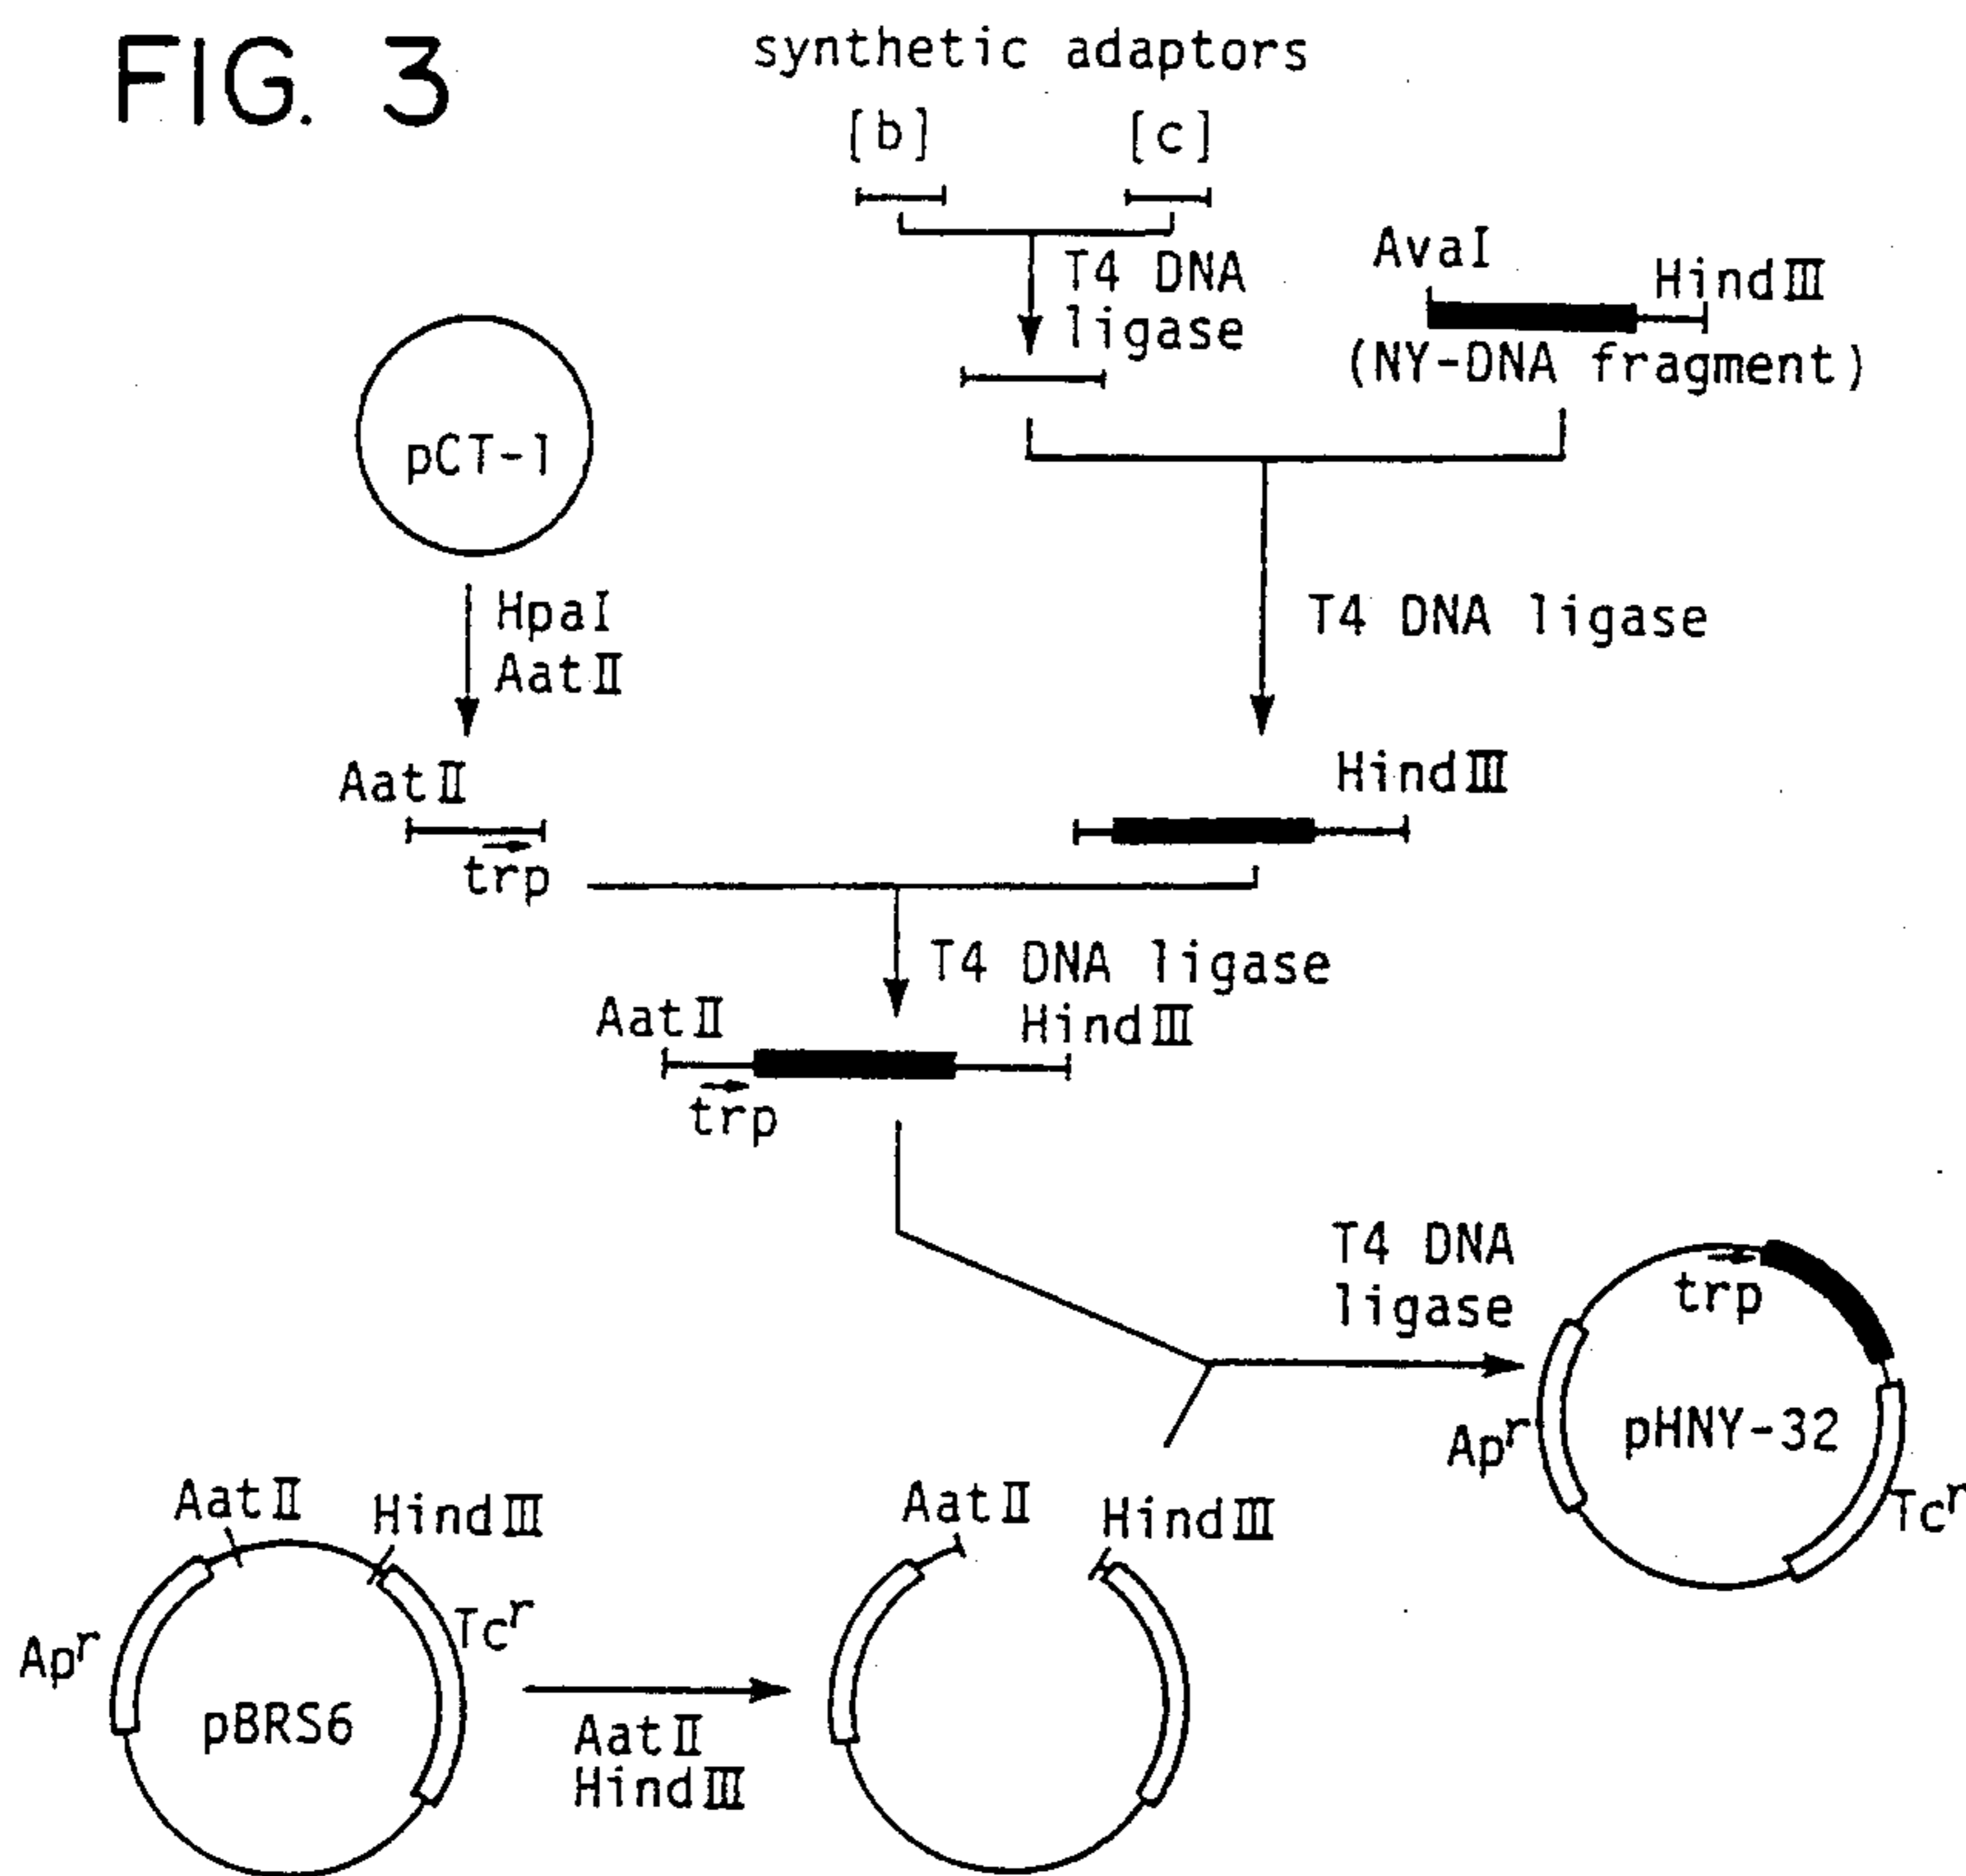 FIG. 3
synthetic adaptors
[b] [c]
T4 DNA
ligase
AvaI
HindⅢ
(NY-DNA fragment)
pCT-1
HpaI
AatⅡ
T4 DNA ligase
AatⅡ
trp
HindⅢ
T4 DNA ligase
AatⅡ
HindⅢ
trp
T4 DNA
ligase
trp
Apr
pHNY-32
Tcr
AatⅡ
HindⅢ
Apr
Tcr
pBRS6
AatⅡ
HindⅢ
AatⅡ
HindⅢ